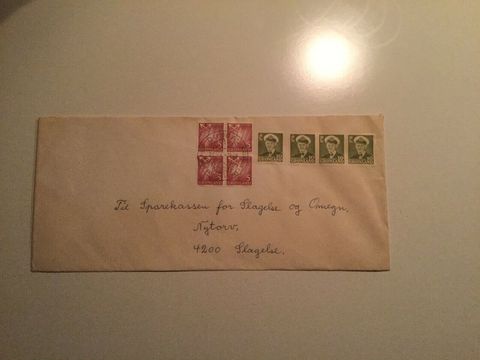 Til Sparekassen for Slagelse og Omegn,
Nytorv.
4200 Slagelse.